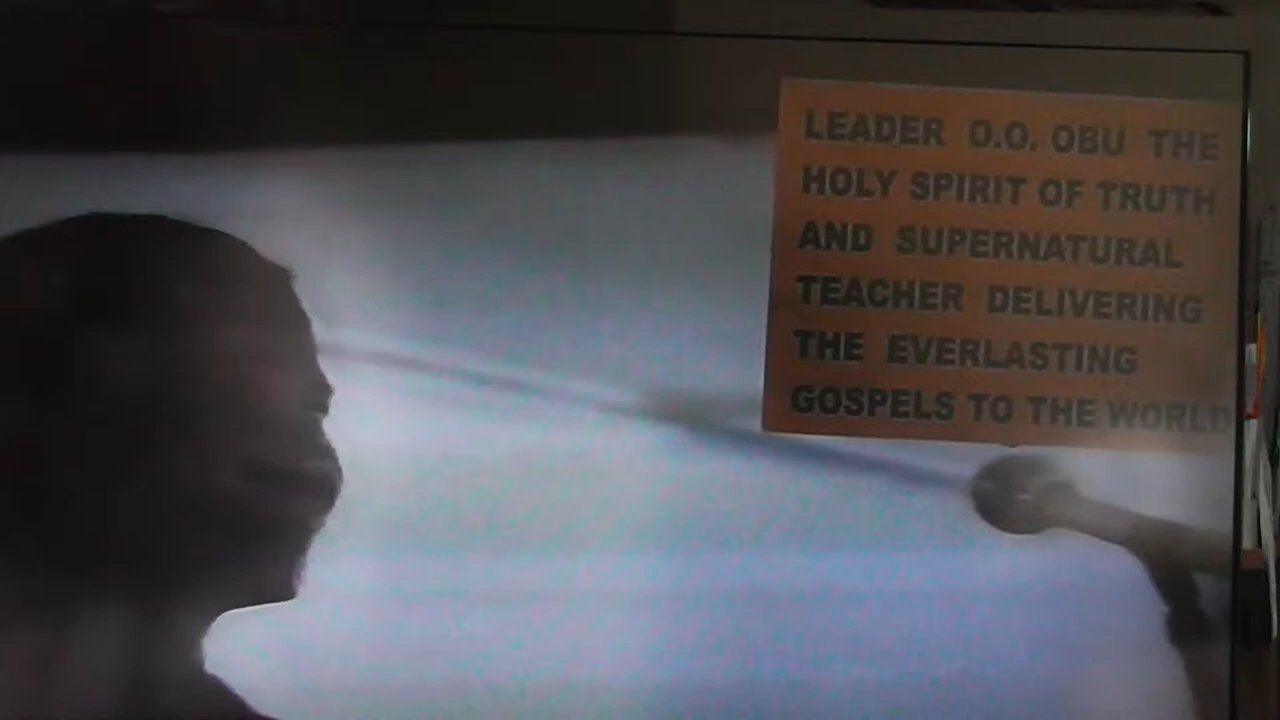 LEADER O.O. OBU THE
HOLY SPIRIT OF TRUTH
AND SUPERNATURAL
TEACHER DELIVERING
THE EVERLASTING
GOSPELS TO THE WORLD